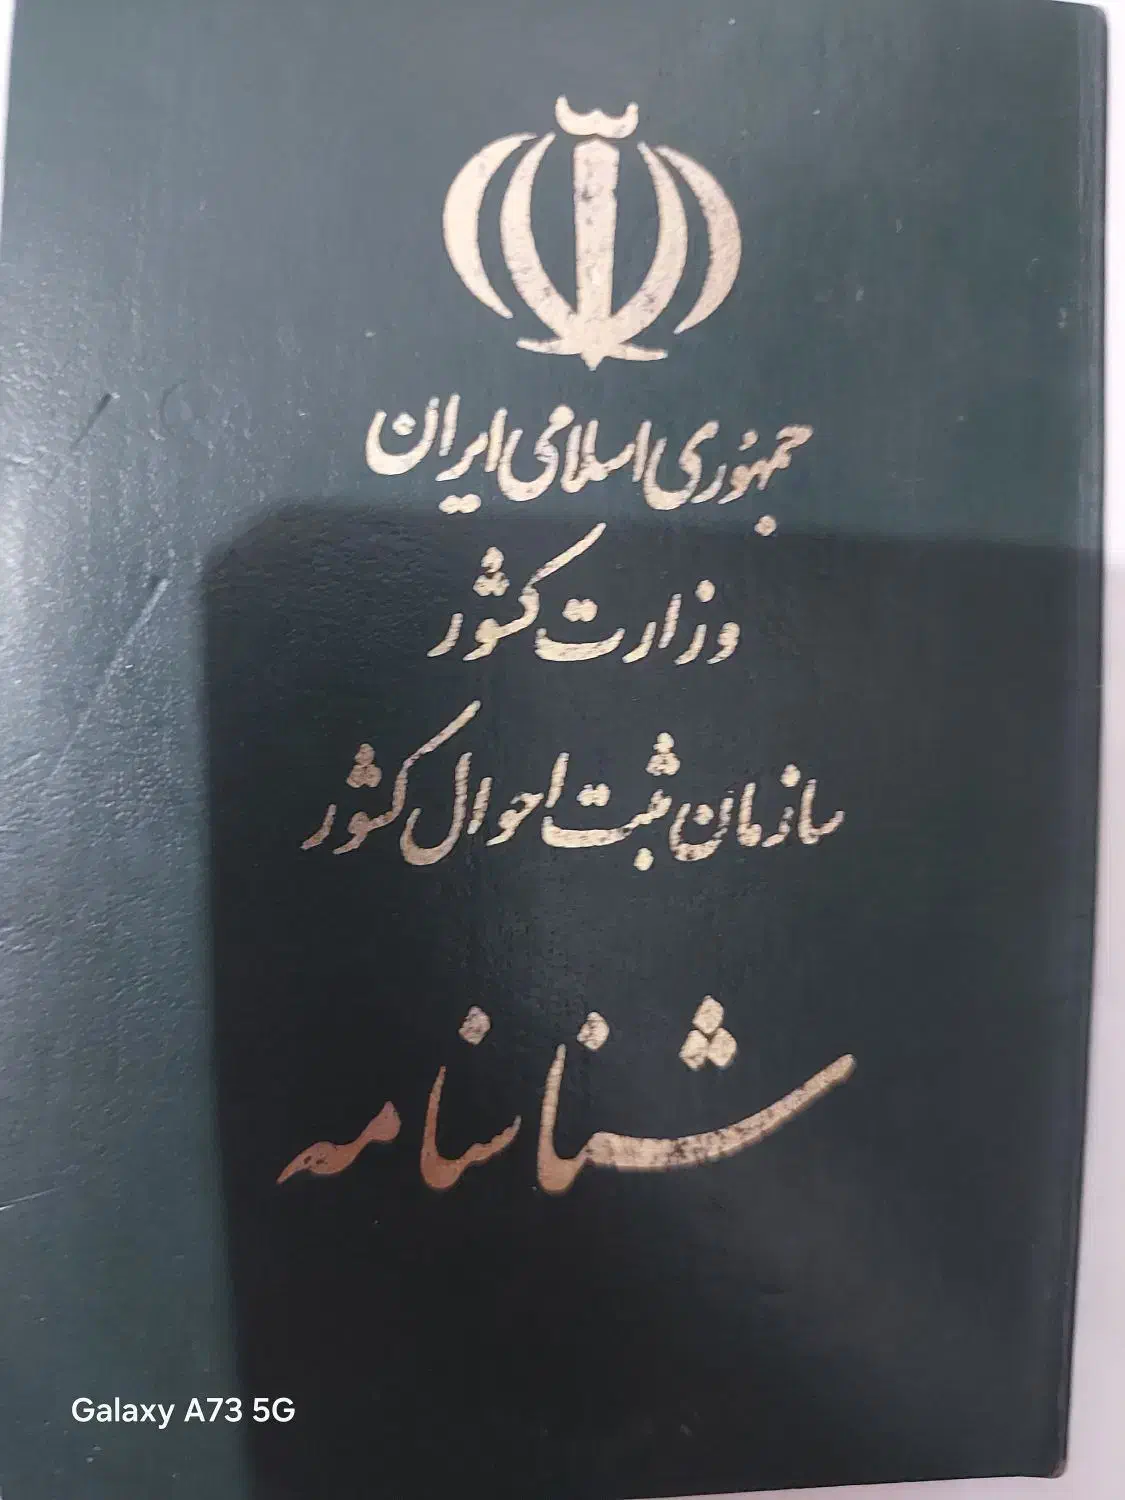 جمهوری اسلامی ایران
وزارت کشور
سازمان ثبت احوال کشور
شناسنامه
Galaxy A73 5G